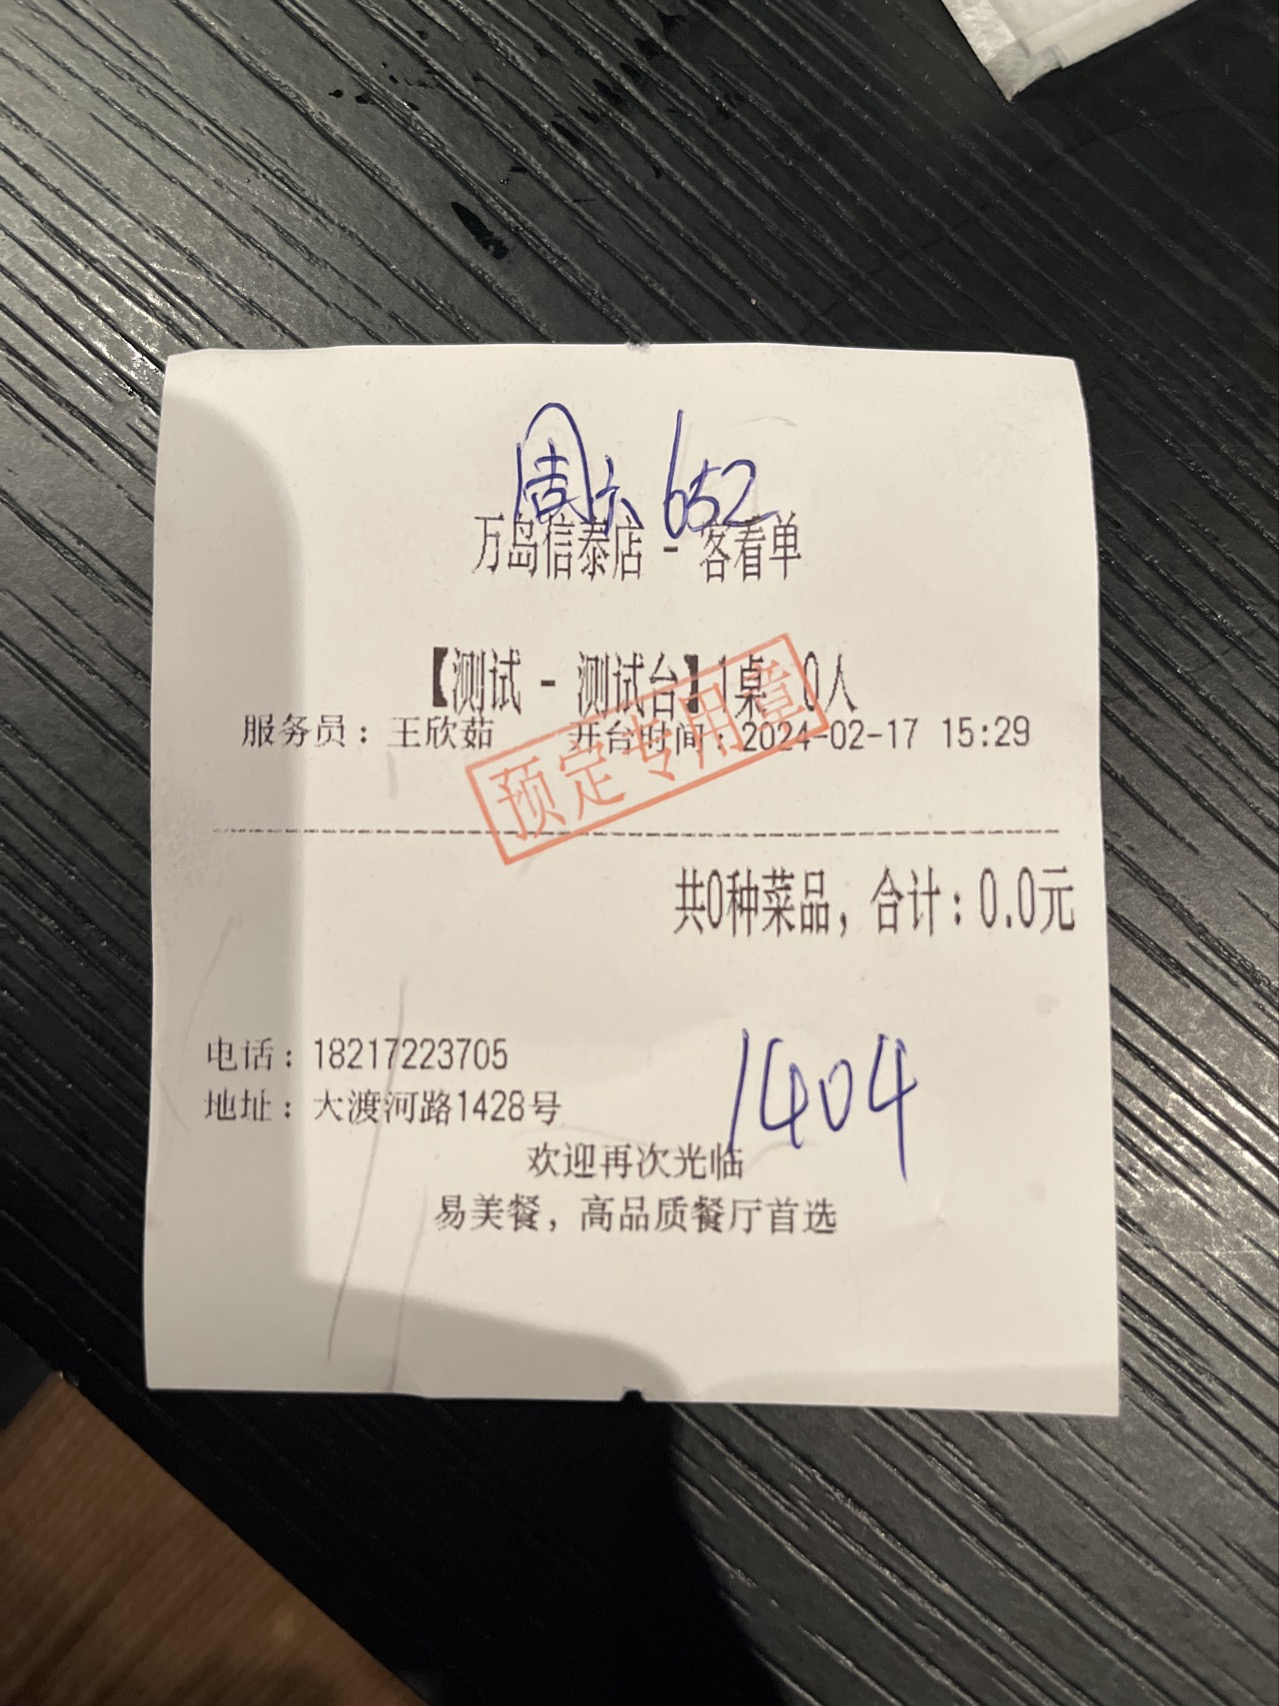 周六 652
万岛信泰店 - 客看单
【测试 - 测试台】1桌 0人
服务员：王欣茹 开台时间：2024-02-17 15:29
预定专用章
共0种菜品，合计：0.0元
电话：18217223705
地址：大渡河路1428号
1404
欢迎再次光临
易美餐，高品质餐厅首选